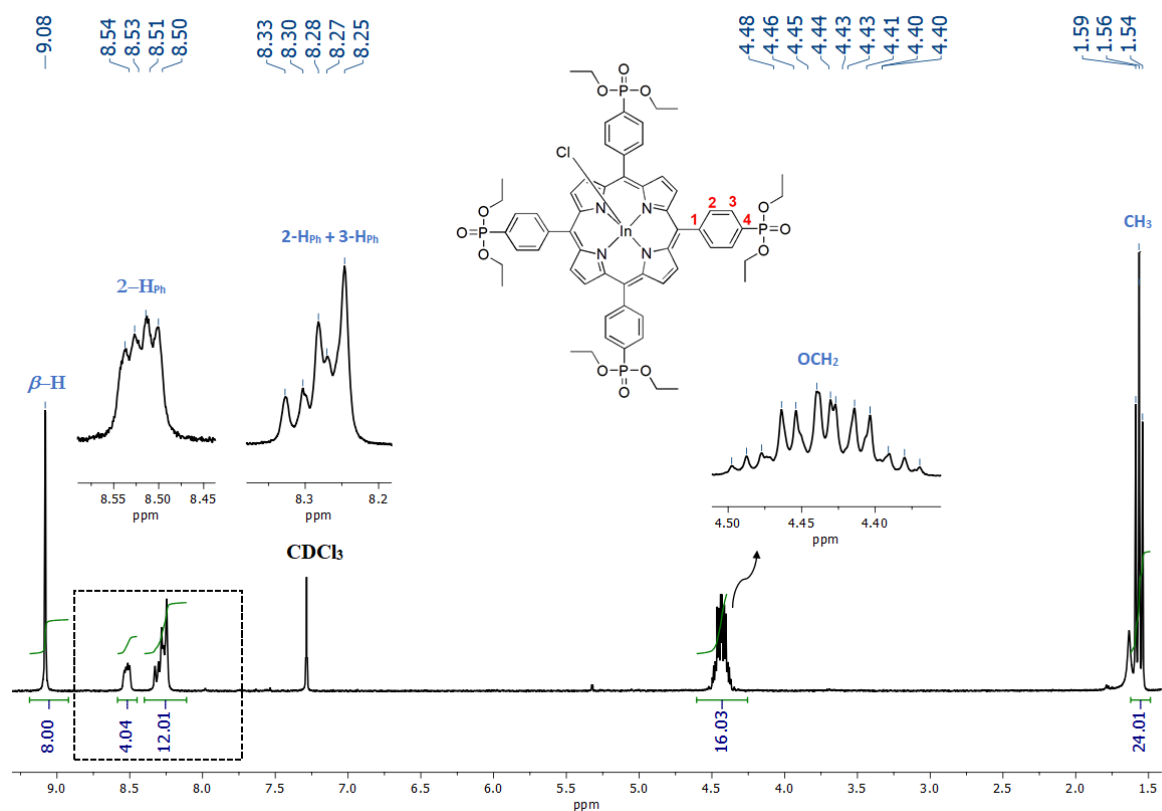 9.08
8.54
8.53
8.51
8.50
8.33
8.30
8.28
8.27
8.25
4.48
4.46
4.45
4.44
4.43
4.43
4.41
4.40
4.40
1.59
1.56
1.54
O
O P O
Cl
N N
In
N N
1 2 3 4
O
O P
O
O
P O
O
O P O
O
2-HPh + 3-HPh
CH₃
2–HPh
OCH₂
β–H
8.55 8.50 8.45
ppm
8.3 8.2
ppm
4.50 4.45 4.40
ppm
CDCl₃
8.00
4.04
12.01
16.03
24.01
9.0 8.5 8.0 7.5 7.0 6.5 6.0 5.5 5.0 4.5 4.0 3.5 3.0 2.5 2.0 1.5
ppm